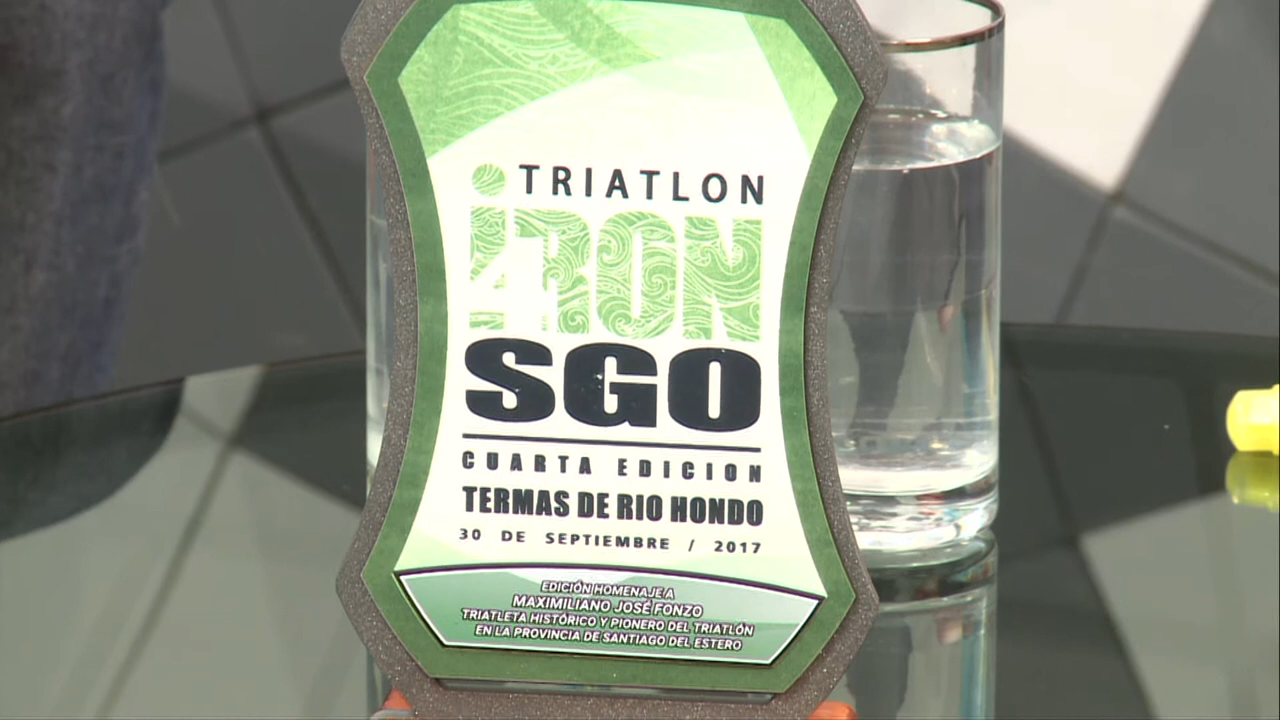 TRIATLON
iRON
4
SGO
CUARTA EDICION
TERMAS DE RIO HONDO
30 DE SEPTIEMBRE / 2017
EDICIÓN HOMENAJE A
MAXIMILIANO JOSÉ FONZO
TRIATLETA HISTÓRICO Y PIONERO DEL TRIATLÓN
EN LA PROVINCIA DE SANTIAGO DEL ESTERO